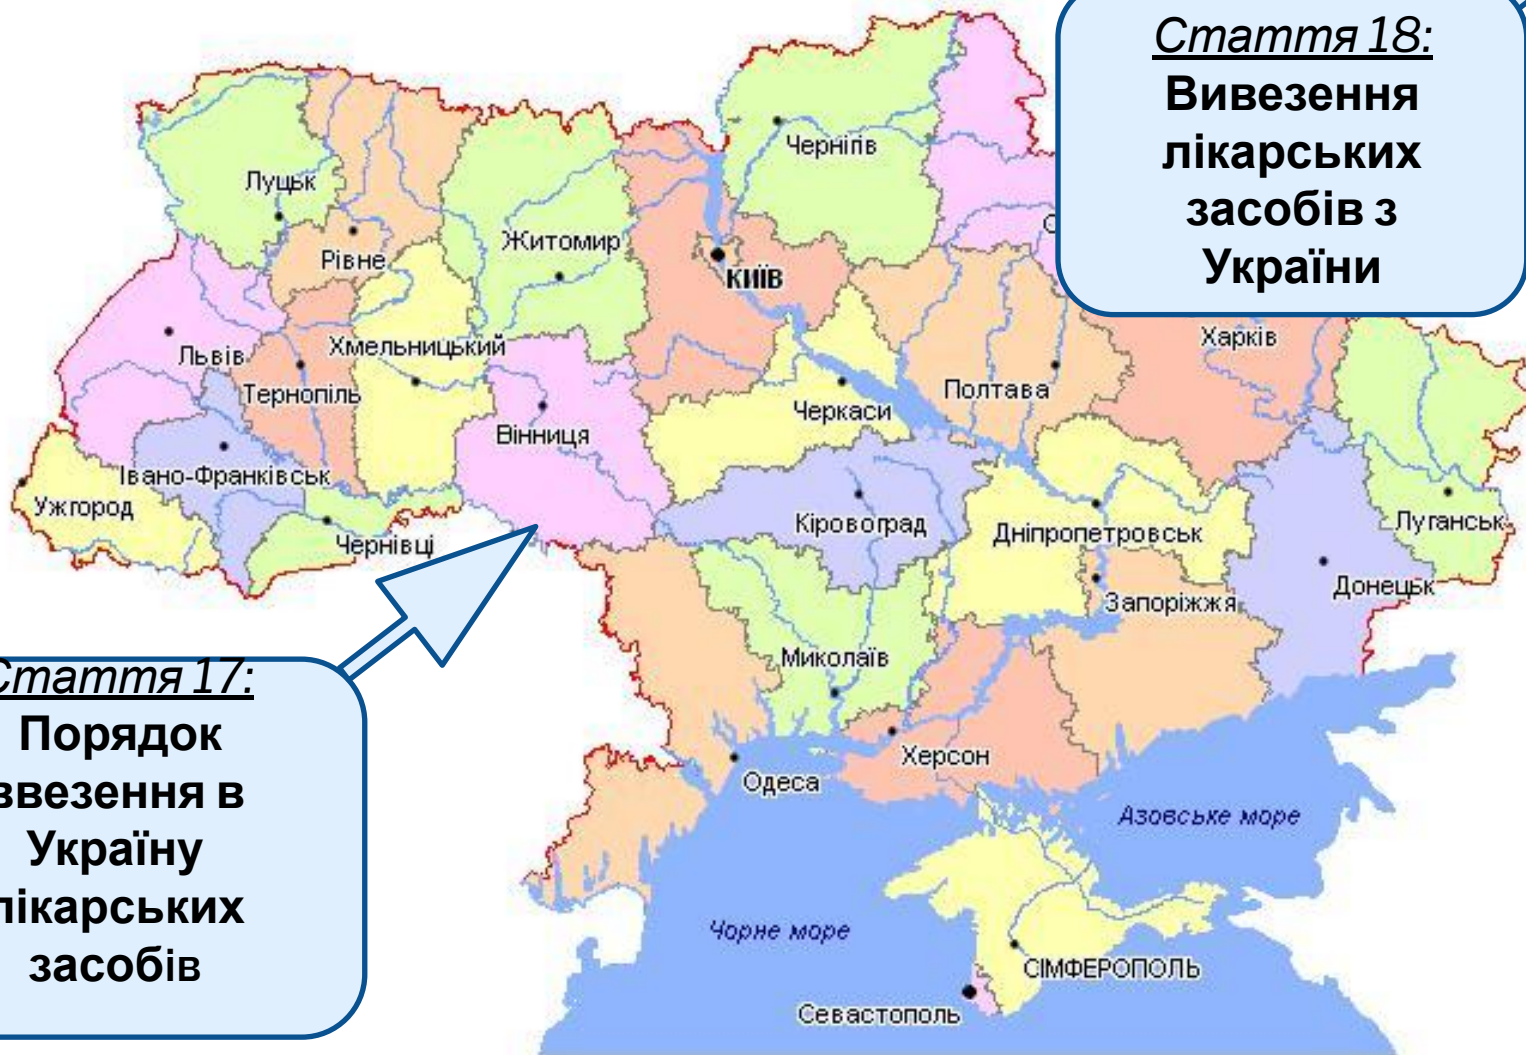 Стаття 18:
Вивезення
лікарських
засобів з
України
Чернігів
Луцьк
Житомир
Рівне
КИЇВ
Харків
Львів
Хмельницький
Тернопіль
Полтава
Черкаси
Вінниця
Івано-Франківськ
Ужгород
Кіровоград
Дніпропетровськ
Луганськ
Чернівці
Донецьк
Запоріжжя
Миколаїв
Стаття 17:
Порядок
ввезення в
Україну
лікарських
засобів
Херсон
Одеса
Азовське море
Чорне море
СІМФЕРОПОЛЬ
Севастополь